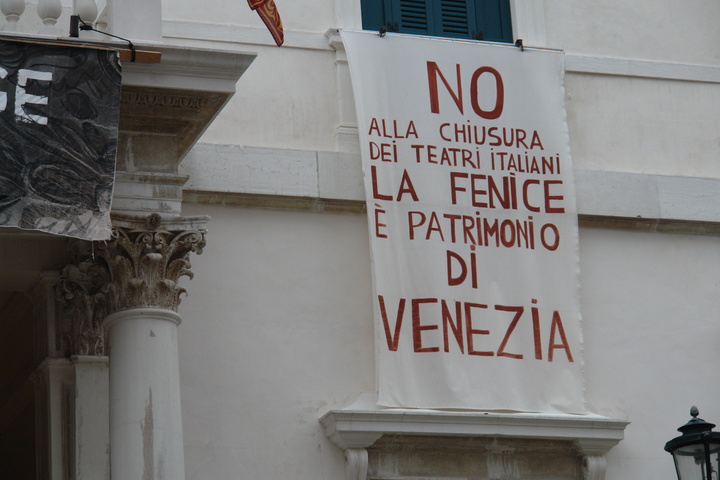 NO
ALLA CHIUSURA
DEI TEATRI ITALIANI
LA FENICE
È PATRIMONIO
DI
VENEZIA